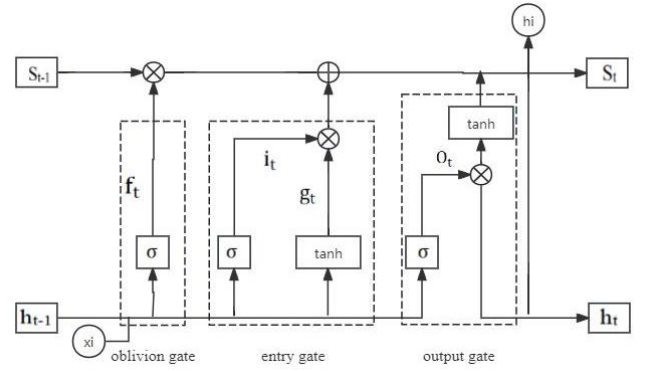 hi
Sₜ₋₁
Sₜ
tanh
fₜ
iₜ
gₜ
Oₜ
σ
σ
tanh
σ
hₜ₋₁
hₜ
xi
oblivion gate
entry gate
output gate